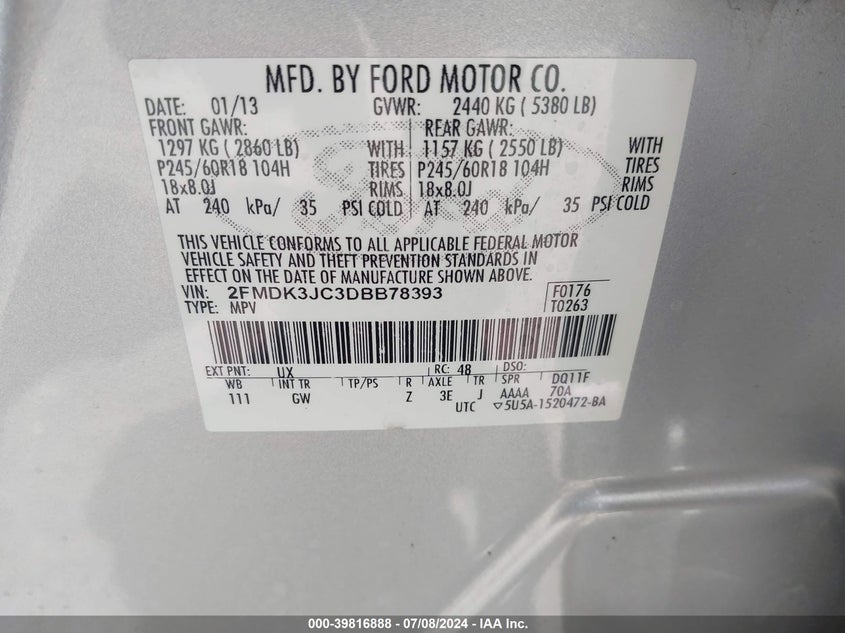 MFD. BY FORD MOTOR CO.
DATE: 01/13 GVWR: 2440 KG ( 5380 LB)
FRONT GAWR: REAR GAWR:
1297 KG ( 2860 LB) WITH 1157 KG ( 2550 LB) WITH
P245/60R18 104H TIRES P245/60R18 104H TIRES
18x8.0J RIMS 18x8.0J RIMS
AT 240 kPa/ 35 PSI COLD AT 240 kPa/ 35 PSI COLD
THIS VEHICLE CONFORMS TO ALL APPLICABLE FEDERAL MOTOR
VEHICLE SAFETY AND THEFT PREVENTION STANDARDS IN
EFFECT ON THE DATE OF MANUFACTURE SHOWN ABOVE.
VIN: 2FMDK3JC3DBB78393 F0176
TYPE: MPV T0263
EXT PNT: UX RC: 48 DSO:
WB INT TR TP/PS R AXLE TR SPR DQ11F
111 GW Z 3E J AAAA 70A
UTC ▽5U5A-1520472-BA
000-39816888 / 07/08/2024 - IAA Inc.